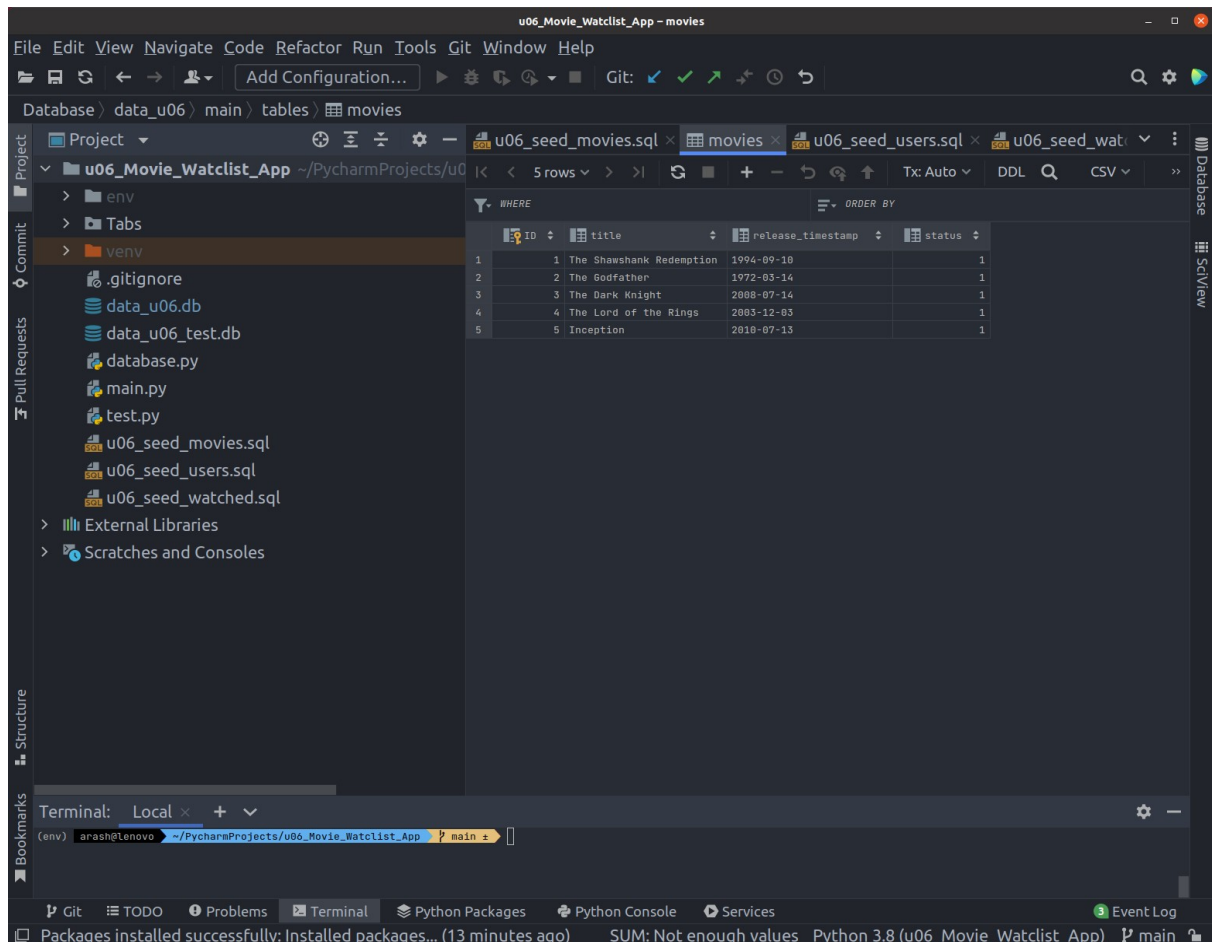 u06_Movie_Watclist_App – movies
File Edit View Navigate Code Refactor Run Tools Git Window Help
Add Configuration... Git:
Database 〉 data_u06 〉 main 〉 tables 〉 movies
Project
u06_seed_movies.sql movies u06_seed_users.sql u06_seed_wat
u06_Movie_Watclist_App ~/PycharmProjects/u0
5 rows Tx: Auto DDL CSV
env
WHERE ORDER BY
Tabs
ID title release_timestamp status
venv
1 1 The Shawshank Redemption 1994-09-10 1
2 2 The Godfather 1972-03-14 1
3 3 The Dark Knight 2008-07-14 1
4 4 The Lord of the Rings 2003-12-03 1
5 5 Inception 2010-07-13 1
.gitignore
data_u06.db
data_u06_test.db
database.py
main.py
test.py
u06_seed_movies.sql
u06_seed_users.sql
u06_seed_watched.sql
External Libraries
Scratches and Consoles
Project
Commit
Pull Requests
Structure
Bookmarks
Database
SciView
Terminal: Local
(env) arash@lenovo ~/PycharmProjects/u06_Movie_Watclist_App main ±
Git TODO Problems Terminal Python Packages Python Console Services 3 Event Log
Packages installed successfully: Installed packages... (13 minutes ago) SUM: Not enough values Python 3.8 (u06_Movie_Watclist_App) main